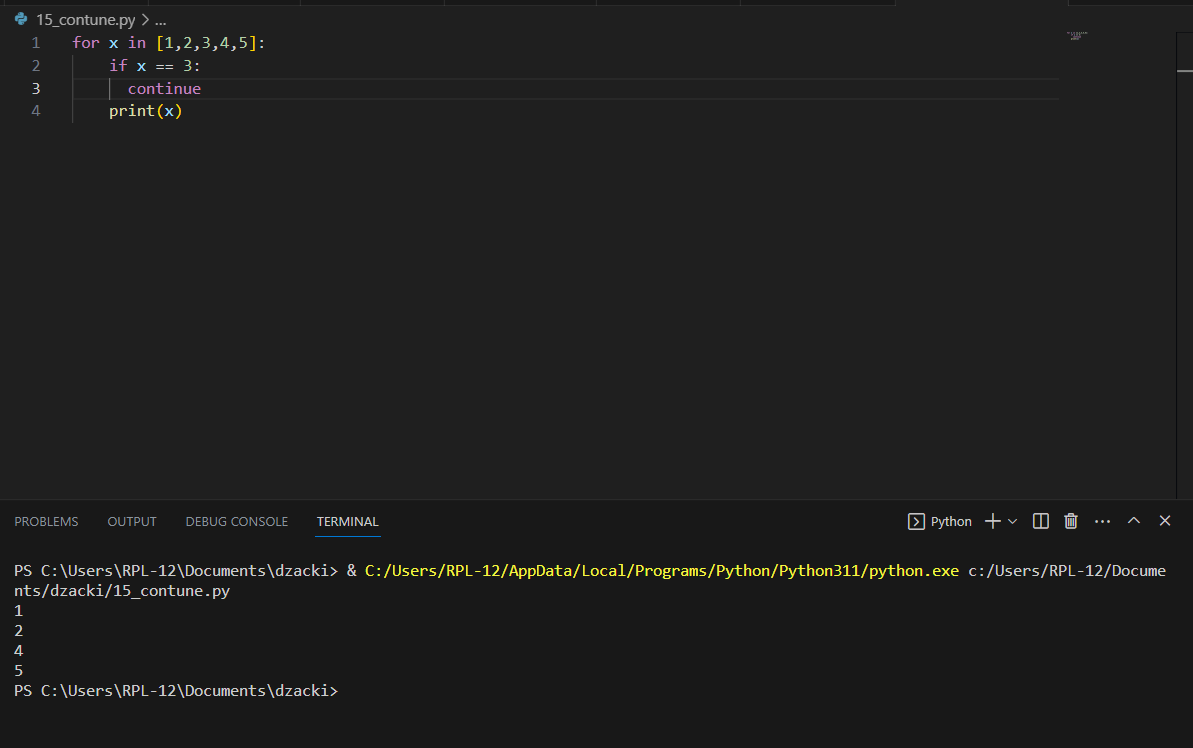 15_contune.py > ...
1 for x in [1,2,3,4,5]:
2     if x == 3:
3       continue
4     print(x)
PROBLEMS OUTPUT DEBUG CONSOLE TERMINAL Python
PS C:\Users\RPL-12\Documents\dzacki> & C:/Users/RPL-12/AppData/Local/Programs/Python/Python311/python.exe c:/Users/RPL-12/Docume
nts/dzacki/15_contune.py
1
2
4
5
PS C:\Users\RPL-12\Documents\dzacki>